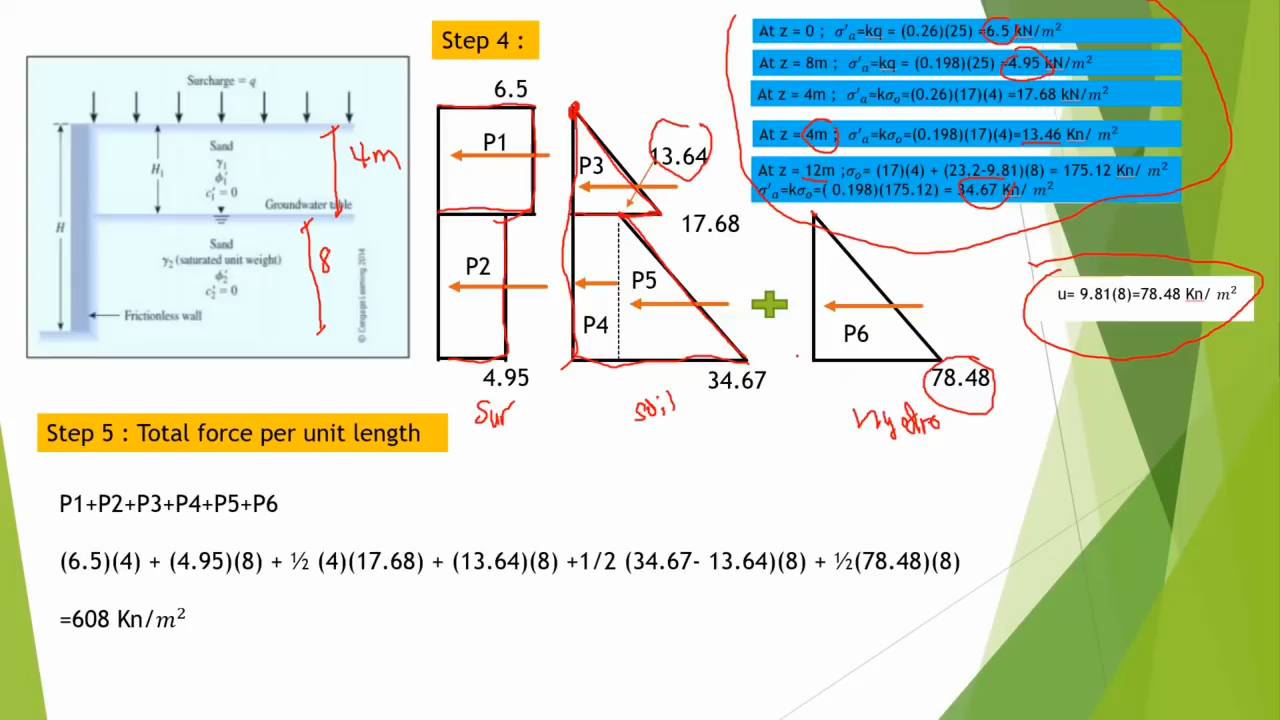 Step 4 :
At z = 0 ; σ′ₐ=kq = (0.26)(25) =6.5 kN/m²
At z = 8m ; σ′ₐ=kq = (0.198)(25) =4.95 kN/m²
At z = 4m ; σ′ₐ=kσₒ=(0.26)(17)(4) =17.68 kN/m²
At z = 4m ; σ′ₐ=kσₒ=(0.198)(17)(4)=13.46 Kn/ m²
At z = 12m ;σₒ= (17)(4) + (23.2-9.81)(8) = 175.12 Kn/ m²
σ′ₐ=kσₒ=( 0.198)(175.12) = 34.67 Kn/ m²
u= 9.81(8)=78.48 Kn/ m²
Surcharge = q
Sand
γ₁
ϕ′₁
c′₁ = 0
H₁
4m
Groundwater table
H
Sand
γ₂ (saturated unit weight)
ϕ′₂
c′₂ = 0
8
Frictionless wall
© Cengage Learning 2014
6.5
P1
P2
4.95
Sur
P3
13.64
17.68
P5
P4
34.67
soil
P6
78.48
Hydro
Step 5 : Total force per unit length
P1+P2+P3+P4+P5+P6
(6.5)(4) + (4.95)(8) + ½ (4)(17.68) + (13.64)(8) +1/2 (34.67- 13.64)(8) + ½(78.48)(8)
=608 Kn/m²